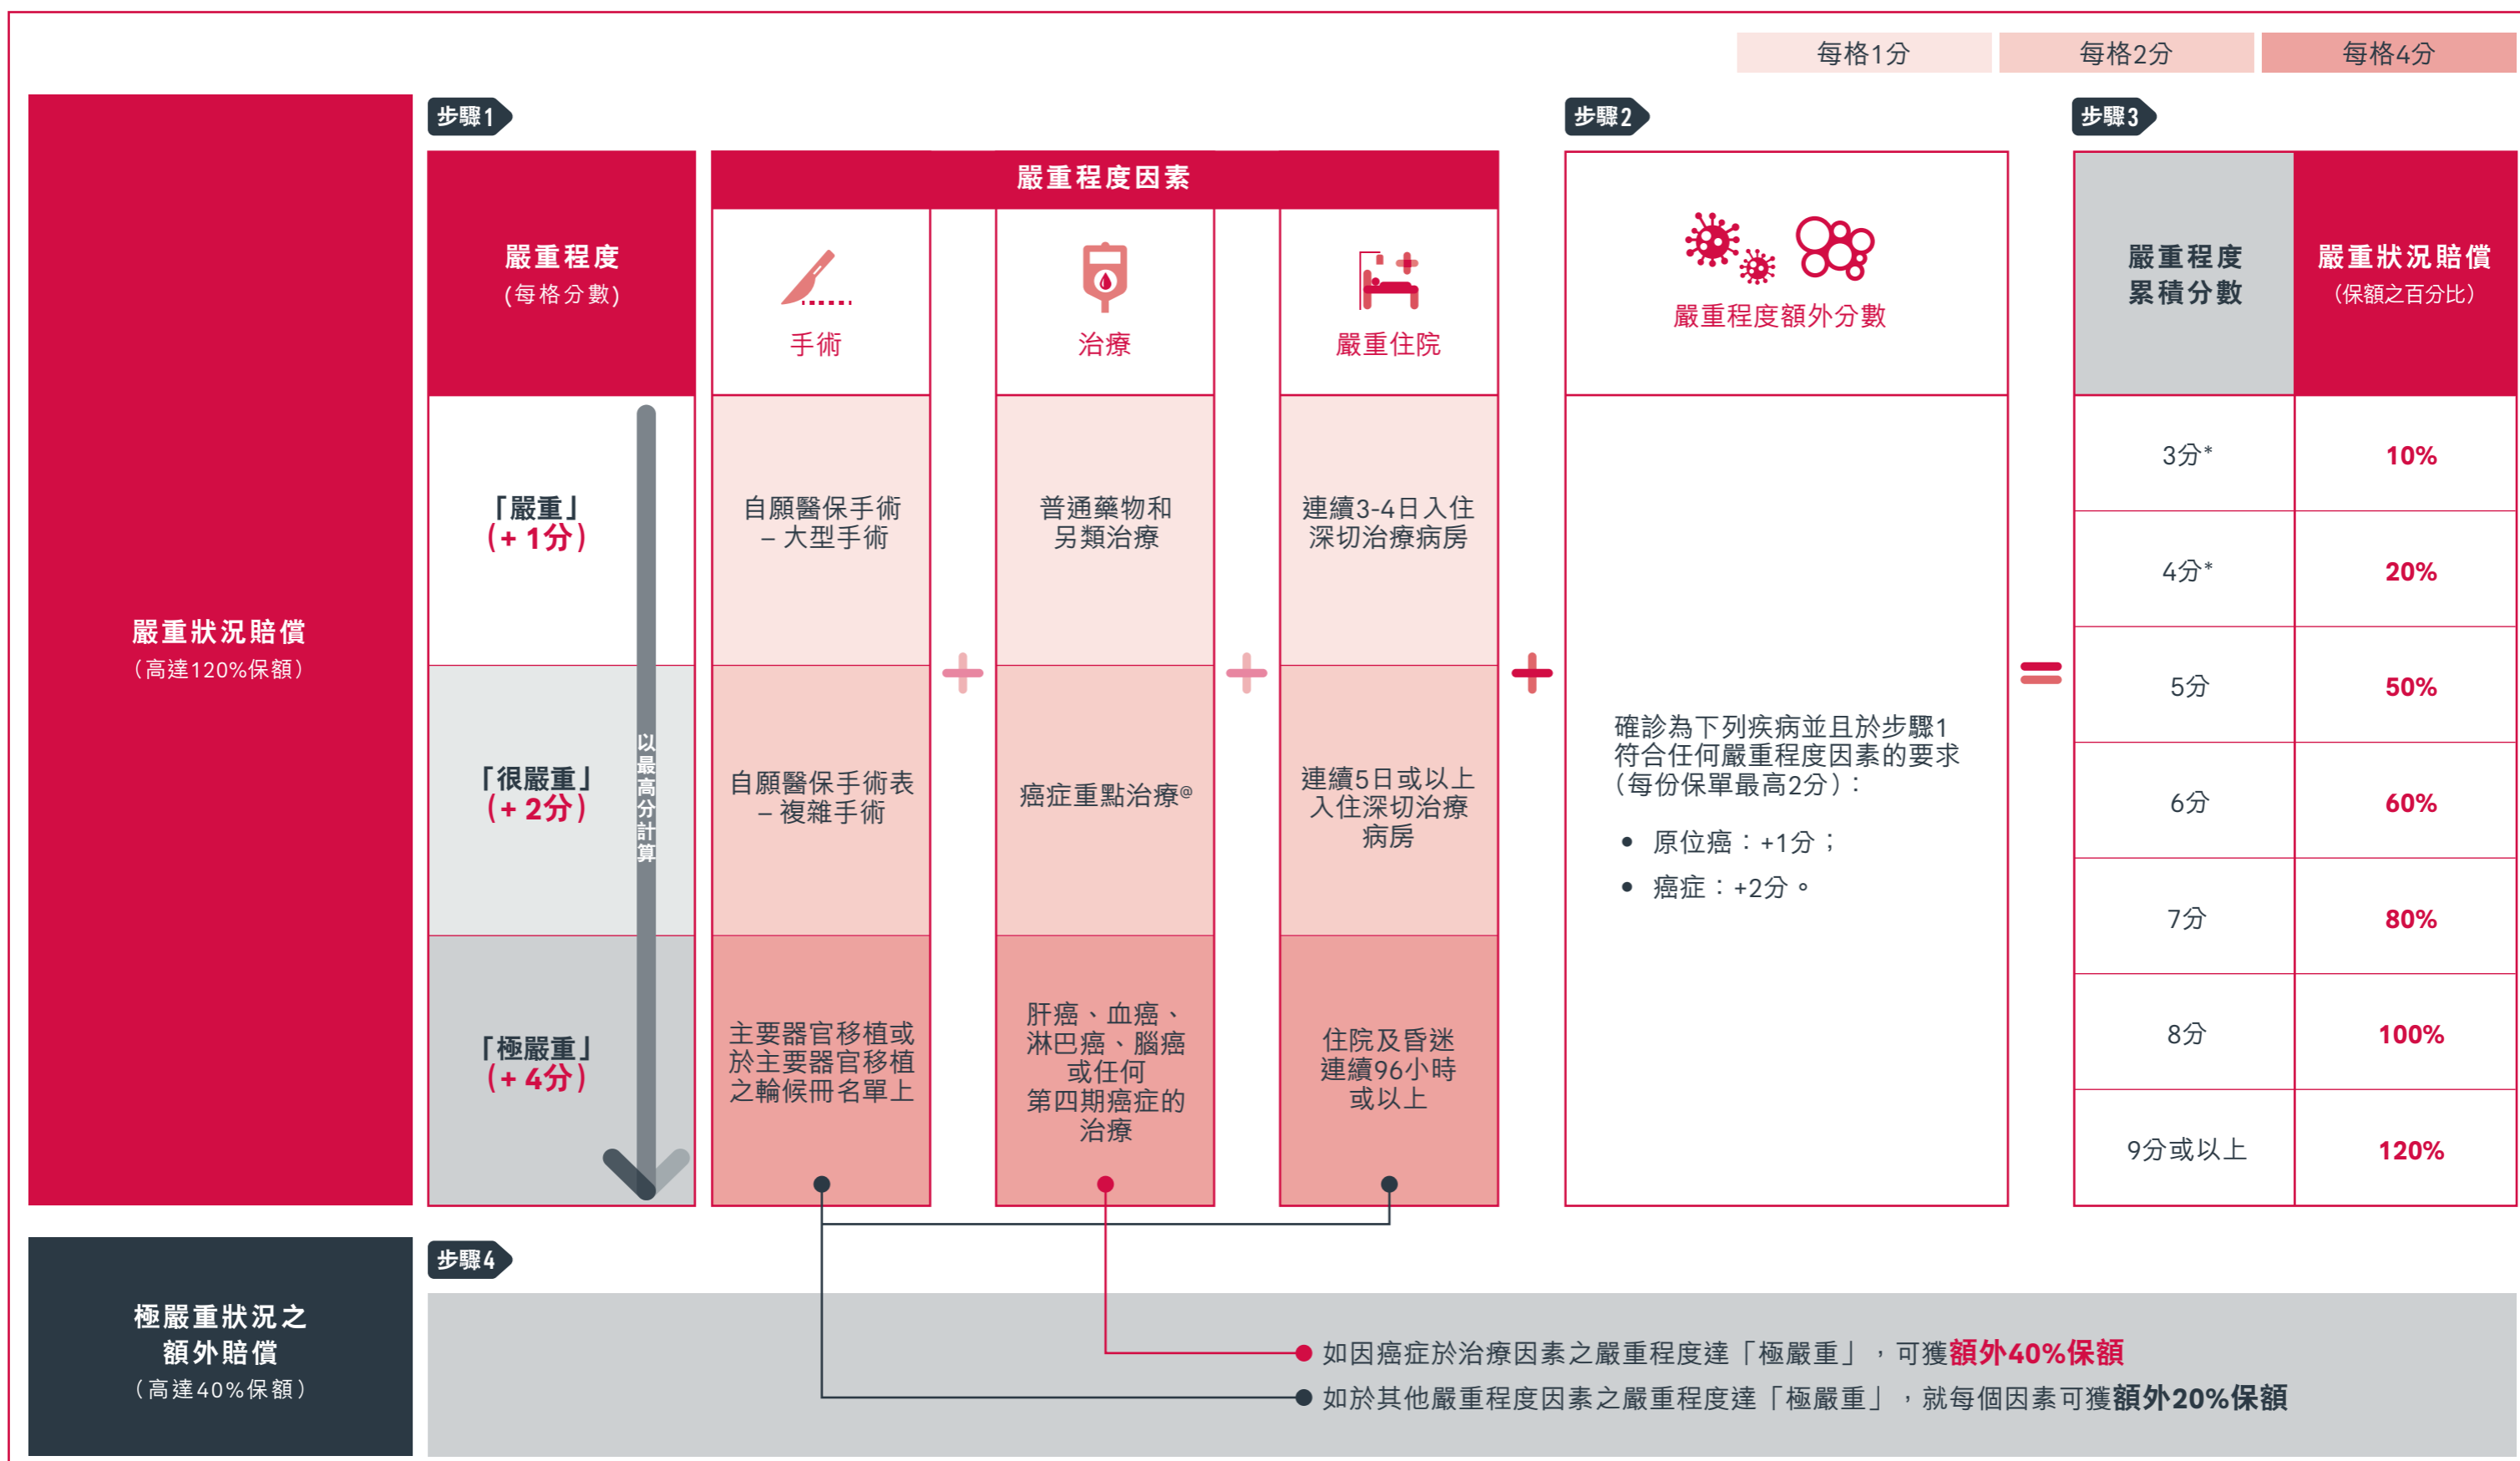 每格1分
每格2分
每格4分
嚴重狀況賠償
（高達120%保額）
步驟1
嚴重程度
(每格分數)
嚴重程度因素
手術
治療
嚴重住院
「嚴重」
(+ 1分)
自願醫保手術
– 大型手術
普通藥物和
另類治療
連續3-4日入住
深切治療病房
以最高分計算
「很嚴重」
(+ 2分)
自願醫保手術表
– 複雜手術
癌症重點治療@
連續5日或以上
入住深切治療
病房
「極嚴重」
(+ 4分)
主要器官移植或
於主要器官移植
之輪候冊名單上
肝癌、血癌、
淋巴癌、腦癌
或任何
第四期癌症的
治療
住院及昏迷
連續96小時
或以上
+
+
+
步驟2
嚴重程度額外分數
確診為下列疾病並且於步驟1
符合任何嚴重程度因素的要求
（每份保單最高2分）：
• 原位癌：+1分；
• 癌症：+2分。
=
步驟3
嚴重程度
累積分數
嚴重狀況賠償
（保額之百分比）
3分* 10%
4分* 20%
5分 50%
6分 60%
7分 80%
8分 100%
9分或以上 120%
極嚴重狀況之
額外賠償
（高達40%保額）
步驟4
如因癌症於治療因素之嚴重程度達「極嚴重」，可獲額外40%保額
如於其他嚴重程度因素之嚴重程度達「極嚴重」，就每個因素可獲額外20%保額